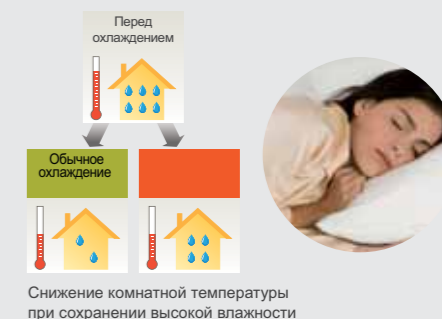 Перед
охлаждением
Обычное
охлаждение
Снижение комнатной температуры
при сохранении высокой влажности